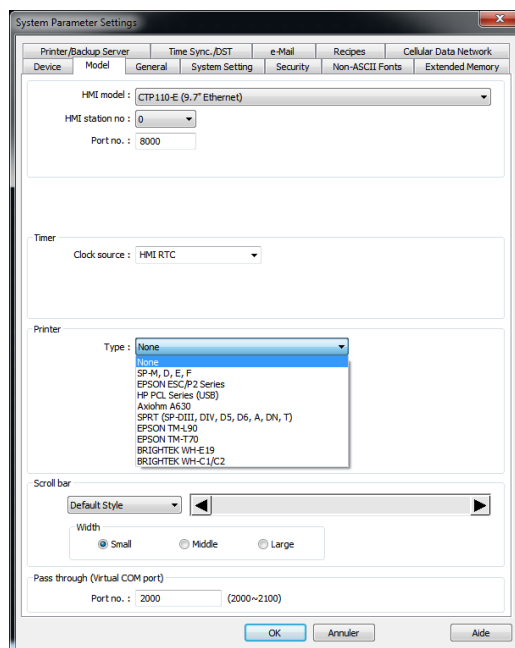 System Parameter Settings
Printer/Backup Server Time Sync./DST e-Mail Recipes Cellular Data Network
Device Model General System Setting Security Non-ASCII Fonts Extended Memory
HMI model : CTP110-E (9.7" Ethernet)
HMI station no : 0
Port no. : 8000
Timer
Clock source : HMI RTC
Printer
Type : None
None
SP-M, D, E, F
EPSON ESC/P2 Series
HP PCL Series (USB)
Axiohm A630
SPRT (SP-DIII, DIV, D5, D6, A, DN, T)
EPSON TM-L90
EPSON TM-T70
BRIGHTEK WH-E19
BRIGHTEK WH-C1/C2
Scroll bar
Default Style
Width
Small Middle Large
Pass through (Virtual COM port)
Port no. : 2000 (2000~2100)
OK Annuler Aide